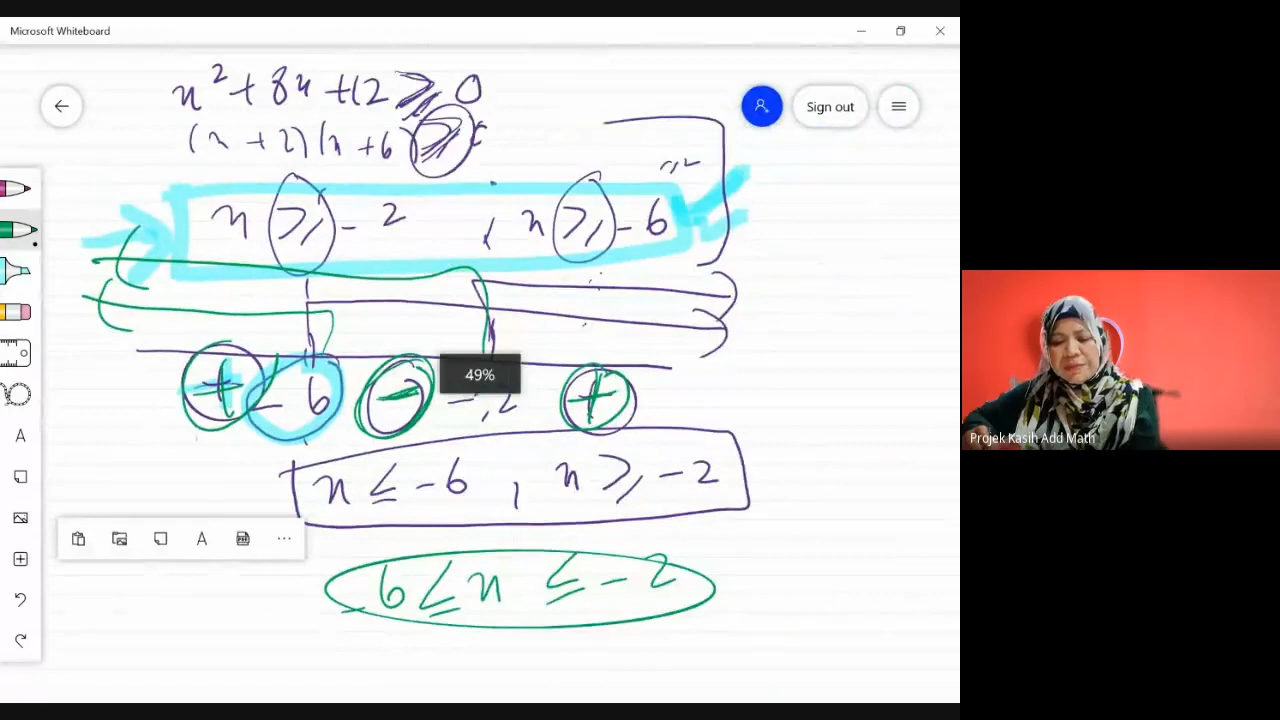 Microsoft Whiteboard
x² + 8x + 12 ≥ 0
(x + 2)(x + 6) ≥
Sign out
x ≥ -2 , x ≥ -6
+ -6 - -2 +
49%
x ≤ -6 , x ≥ -2
-6 ≤ x ≤ -2
Projek Kasih Add Math